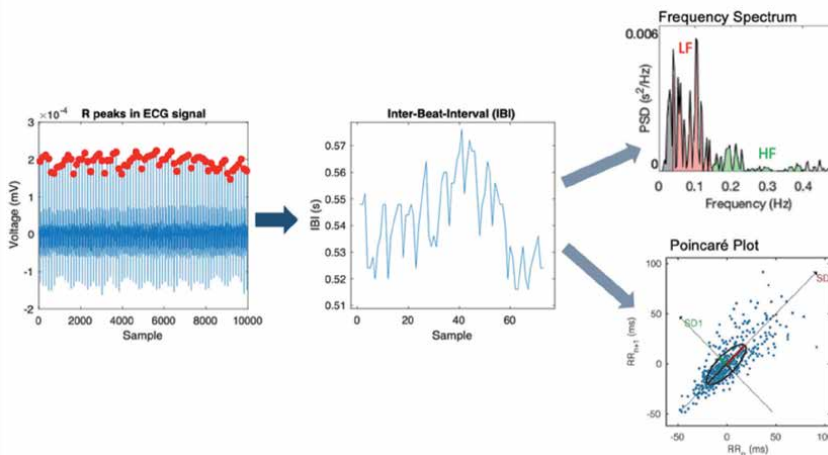 R peaks in ECG signal
×10⁻⁴
3
2
1
0
-1
-2
Voltage (mV)
0 2000 4000 6000 8000 10000
Sample
Inter-Beat-Interval (IBI)
0.57
0.56
0.55
0.54
0.53
0.52
0.51
IBI (s)
0 20 40 60
Sample
Frequency Spectrum
0.006
0
PSD (s²/Hz)
LF
HF
0 0.1 0.2 0.3 0.4
Frequency (Hz)
Poincaré Plot
100
50
0
-50
RRₙ₊₁ (ms)
SD1
SD
-50 0 50 100
RRₙ (ms)